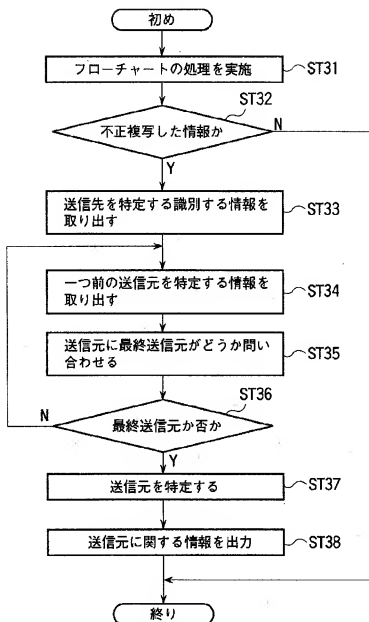 初め
フローチャートの処理を実施
ST31
ST32
不正複写した情報か
N
Y
送信先を特定する識別する情報を
取り出す
ST33
一つ前の送信元を特定する情報を
取り出す
ST34
送信元に最終送信元がどうか問い
合わせる
ST35
ST36
N
最終送信元か否か
Y
送信元を特定する
ST37
送信元に関する情報を出力
ST38
終り